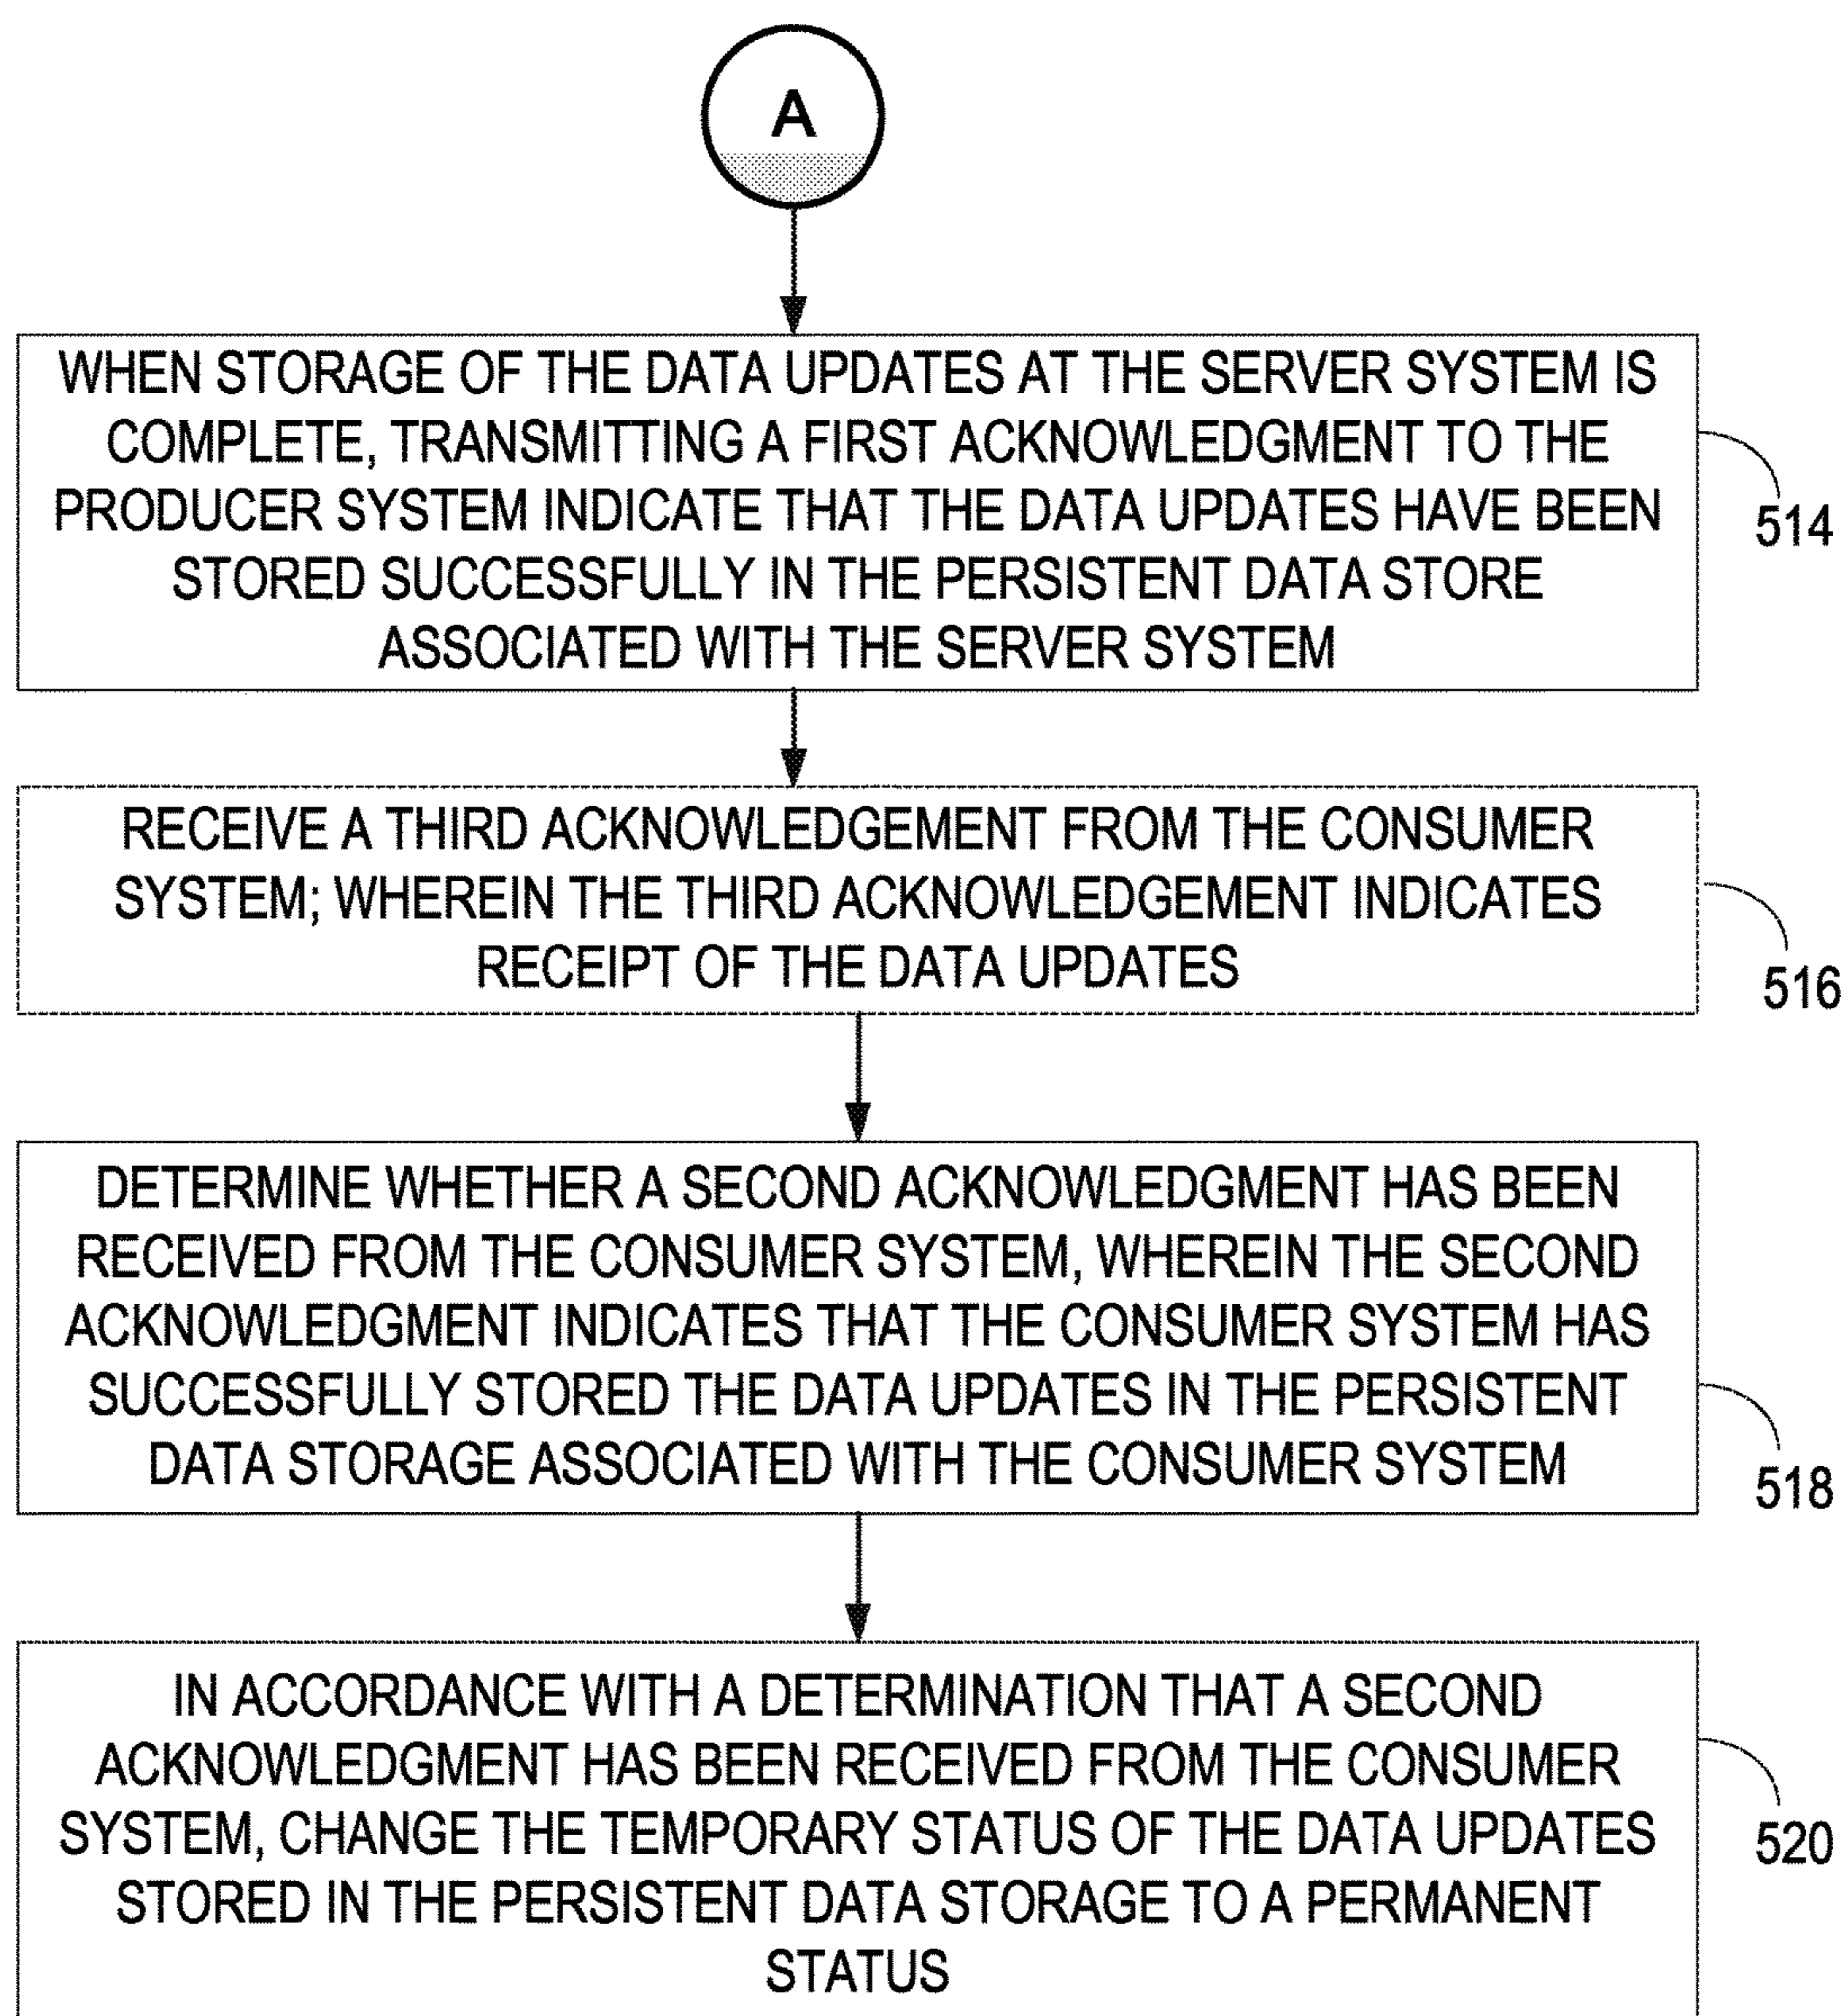 A
WHEN STORAGE OF THE DATA UPDATES AT THE SERVER SYSTEM IS
COMPLETE, TRANSMITTING A FIRST ACKNOWLEDGMENT TO THE
PRODUCER SYSTEM INDICATE THAT THE DATA UPDATES HAVE BEEN
STORED SUCCESSFULLY IN THE PERSISTENT DATA STORE
ASSOCIATED WITH THE SERVER SYSTEM
514
RECEIVE A THIRD ACKNOWLEDGEMENT FROM THE CONSUMER
SYSTEM; WHEREIN THE THIRD ACKNOWLEDGEMENT INDICATES
RECEIPT OF THE DATA UPDATES
516
DETERMINE WHETHER A SECOND ACKNOWLEDGMENT HAS BEEN
RECEIVED FROM THE CONSUMER SYSTEM, WHEREIN THE SECOND
ACKNOWLEDGMENT INDICATES THAT THE CONSUMER SYSTEM HAS
SUCCESSFULLY STORED THE DATA UPDATES IN THE PERSISTENT
DATA STORAGE ASSOCIATED WITH THE CONSUMER SYSTEM
518
IN ACCORDANCE WITH A DETERMINATION THAT A SECOND
ACKNOWLEDGMENT HAS BEEN RECEIVED FROM THE CONSUMER
SYSTEM, CHANGE THE TEMPORARY STATUS OF THE DATA UPDATES
STORED IN THE PERSISTENT DATA STORAGE TO A PERMANENT
STATUS
520